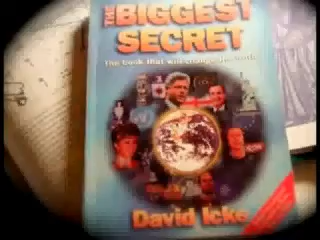 THE
BIGGEST
SECRET
The book that will change the world
David Icke